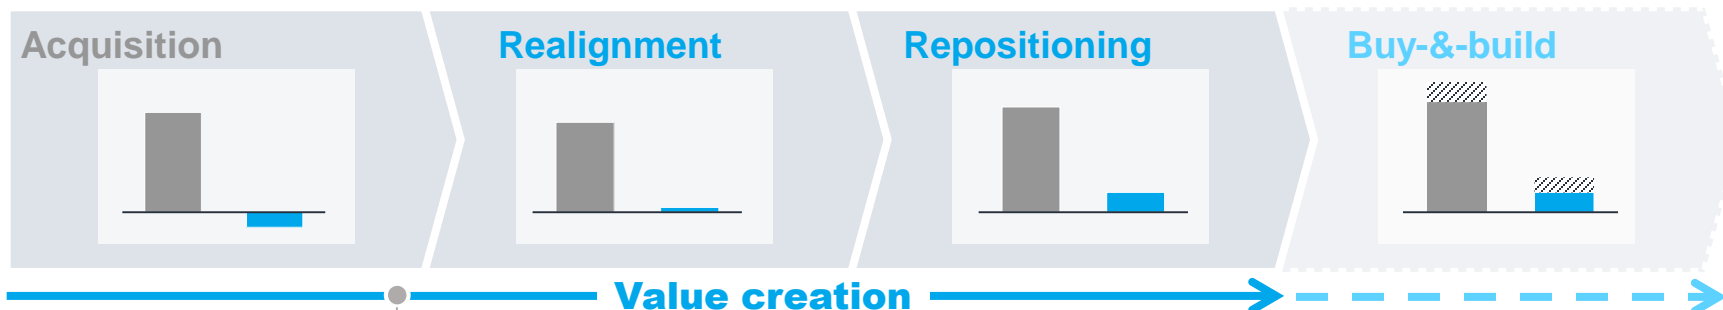 Acquisition
Realignment
Repositioning
Buy-&-build
Value creation